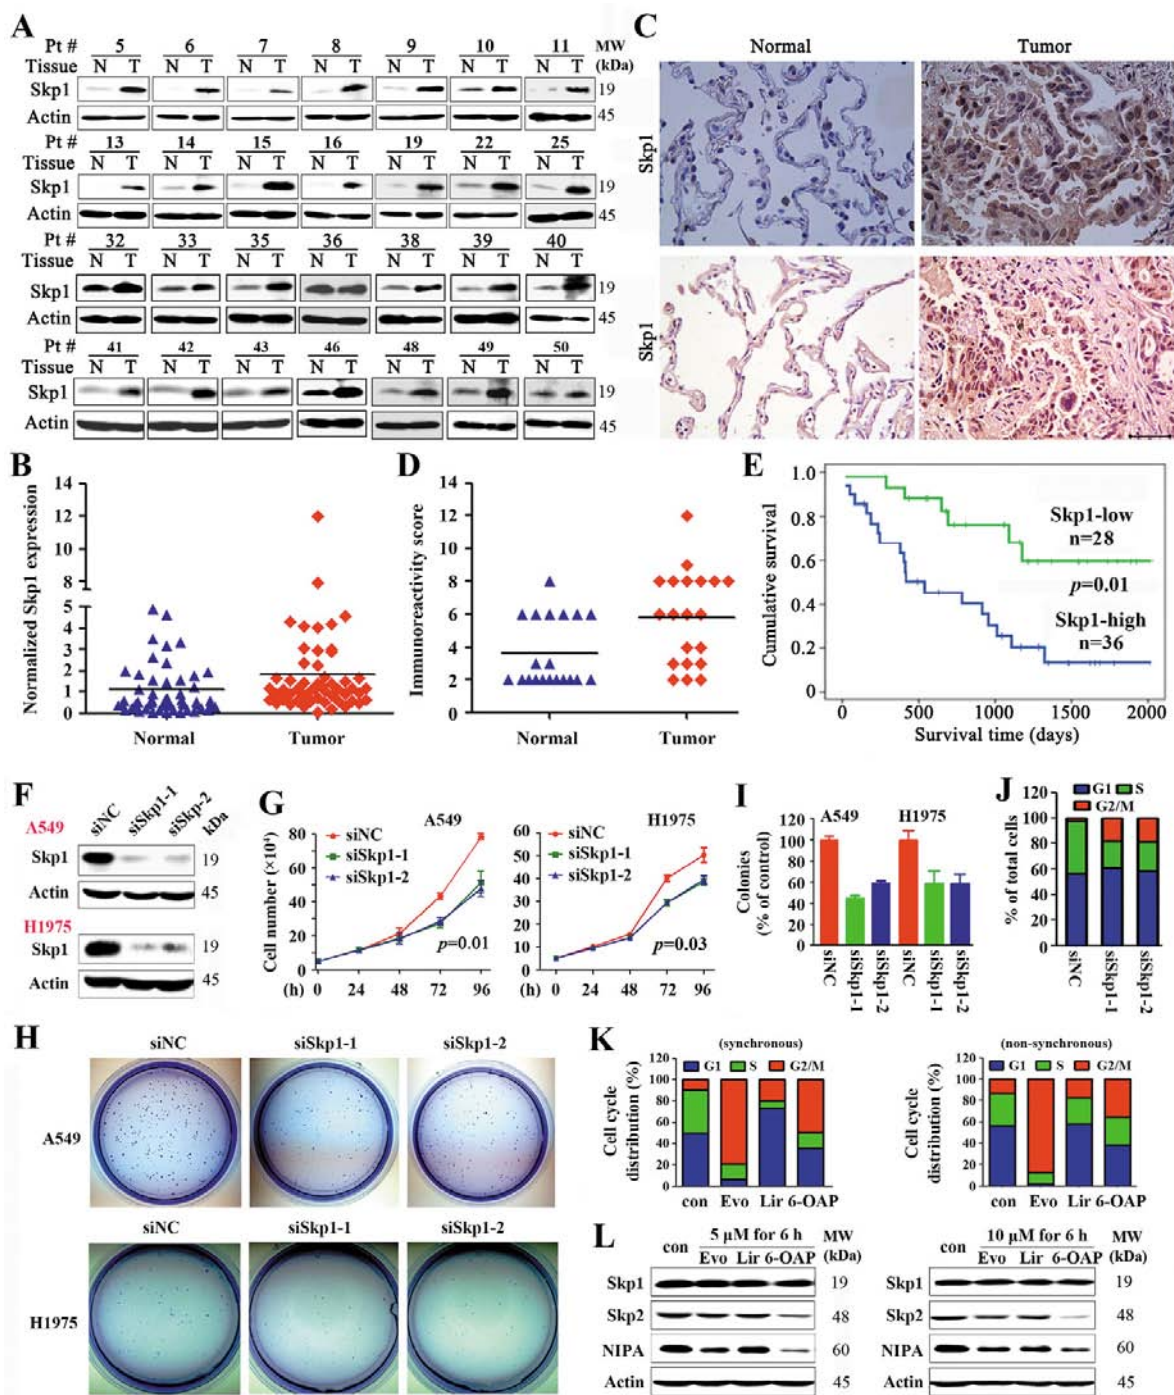 A
Pt # 5 6 7 8 9 10 11 MW
Tissue N T N T N T N T N T N T N T (kDa)
Skp1 19
Actin 45
Pt # 13 14 15 16 19 22 25
Tissue N T N T N T N T N T N T N T
Skp1 19
Actin 45
Pt # 32 33 35 36 38 39 40
Tissue N T N T N T N T N T N T N T
Skp1 19
Actin 45
Pt # 41 42 43 46 48 49 50
Tissue N T N T N T N T N T N T N T
Skp1 19
Actin 45
C
Normal Tumor
Skp1
Skp1
B
Normalized Skp1 expression
14
12
10
8
5
4
3
2
1
0
Normal Tumor
D
Immunoreactivity score
14
12
10
8
6
4
2
0
Normal Tumor
E
Cumulative survival
1.0
0.8
0.6
0.4
0.2
0
Skp1-low
n=28
p=0.01
Skp1-high
n=36
0 500 1000 1500 2000
Survival time (days)
F
siNC siSkp1-1 siSkp-2 kDa
A549
Skp1 19
Actin 45
H1975
Skp1 19
Actin 45
G
Cell number (×10⁴)
A549
siNC
siSkp1-1
siSkp1-2
80
60
40
20
0
p=0.01
(h) 0 24 48 72 96
H1975
siNC
siSkp1-1
siSkp1-2
60
50
40
30
20
10
0
p=0.03
(h) 0 24 48 72 96
I
Colonies
(% of control)
A549 H1975
120
100
80
60
40
20
0
siNC siSkp1-1 siSkp1-2 siNC siSkp1-1 siSkp1-2
J
G1 S
G2/M
% of total cells
120
100
80
60
40
20
0
siNC siSkp1-1 siSkp1-2
H
siNC siSkp1-1 siSkp1-2
A549
siNC siSkp1-1 siSkp1-2
H1975
K
(synchronous)
G1 S G2/M
Cell cycle
distribution (%)
120
100
80
60
40
20
0
con Evo Lir 6-OAP
(non-synchronous)
G1 S G2/M
Cell cycle
distribution (%)
120
100
80
60
40
20
0
con Evo Lir 6-OAP
L
con 5 µM for 6 h MW
Evo Lir 6-OAP (kDa)
Skp1 19
Skp2 48
NIPA 60
Actin 45
con 10 µM for 6 h MW
Evo Lir 6-OAP (kDa)
Skp1 19
Skp2 48
NIPA 60
Actin 45